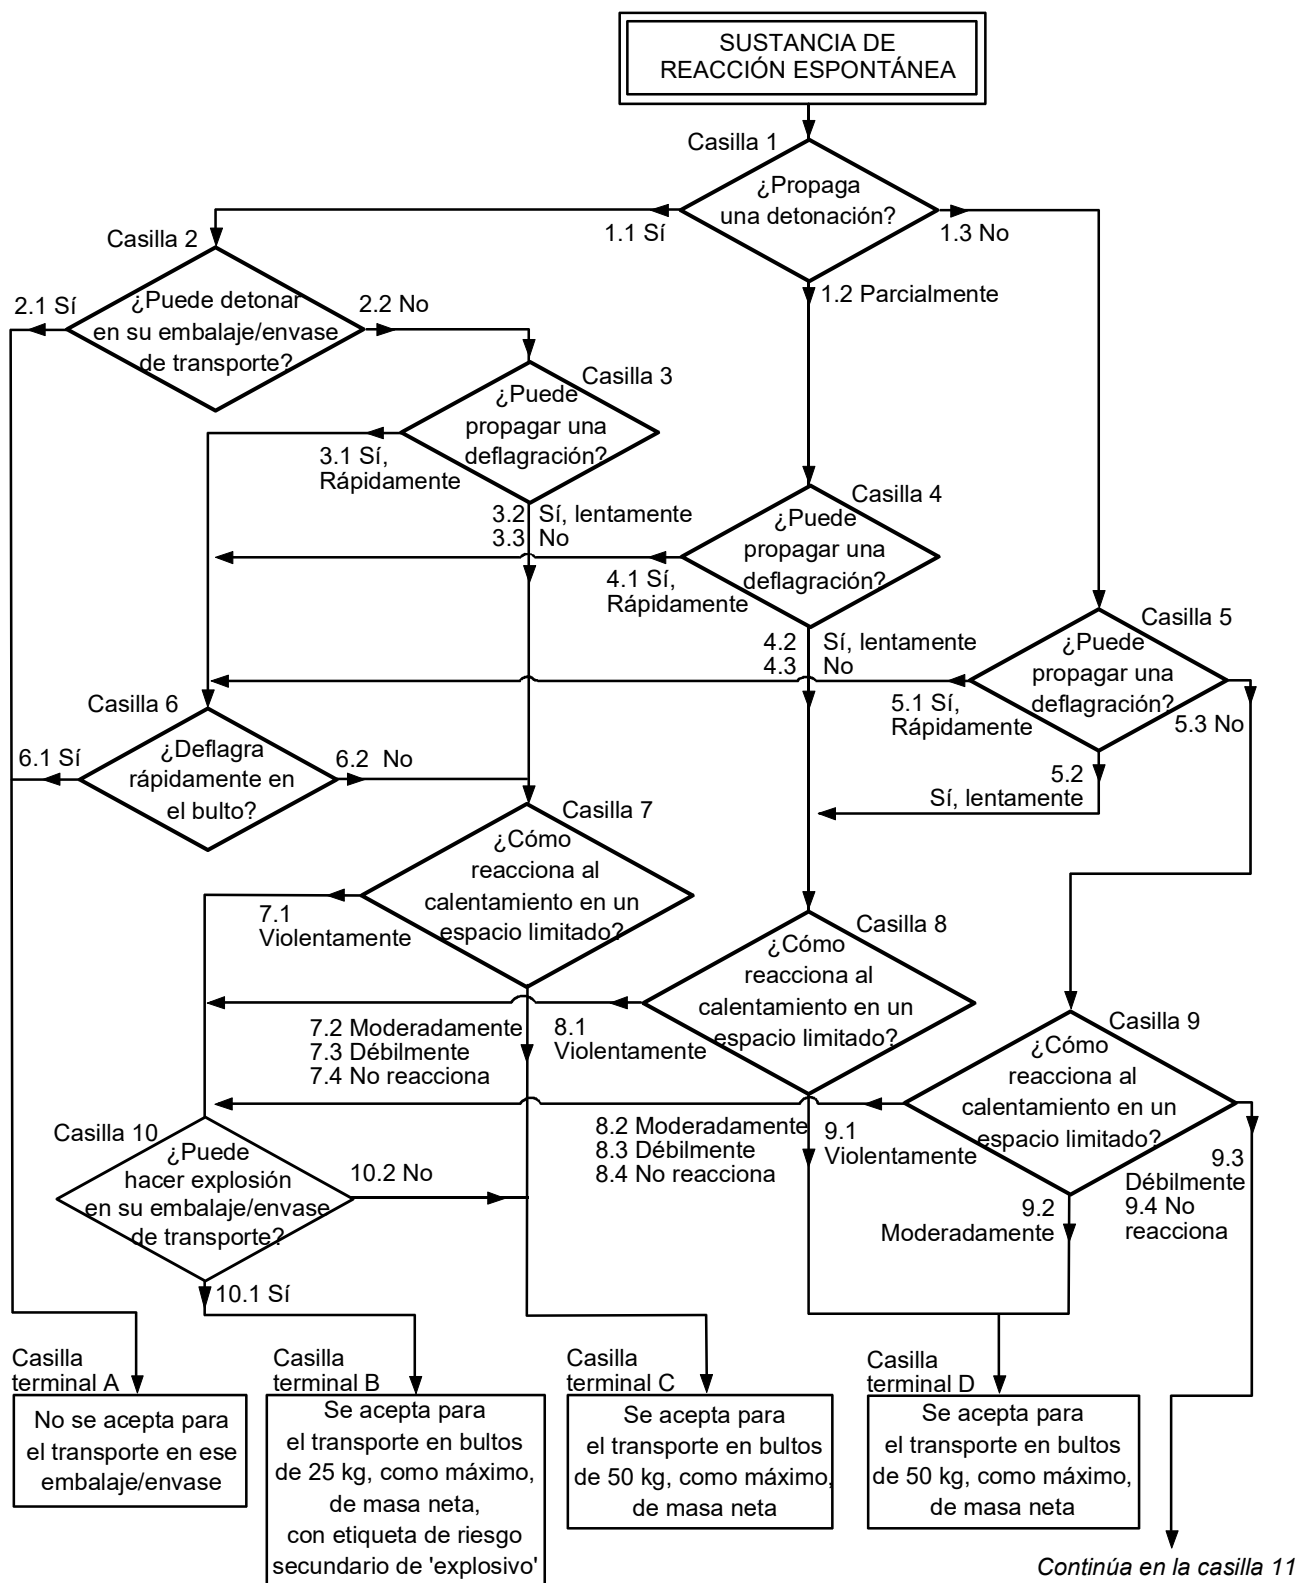 SUSTANCIA DE
REACCIÓN ESPONTÁNEA
Casilla 1
¿Propaga
una detonación?
1.1 Sí
1.3 No
1.2 Parcialmente
Casilla 2
¿Puede detonar
en su embalaje/envase
de transporte?
2.1 Sí
2.2 No
Casilla 3
¿Puede
propagar una
deflagración?
3.1 Sí,
Rápidamente
3.2 Sí, lentamente
3.3 No
Casilla 4
¿Puede
propagar una
deflagración?
4.1 Sí,
Rápidamente
4.2 Sí, lentamente
4.3 No
Casilla 5
¿Puede
propagar una
deflagración?
5.1 Sí,
Rápidamente
5.3 No
5.2
Sí, lentamente
Casilla 6
¿Deflagra
rápidamente en
el bulto?
6.1 Sí
6.2 No
Casilla 7
¿Cómo
reacciona al
calentamiento en un
espacio limitado?
7.1
Violentamente
7.2 Moderadamente
7.3 Débilmente
7.4 No reacciona
Casilla 8
¿Cómo
reacciona al
calentamiento en un
espacio limitado?
8.1
Violentamente
8.2 Moderadamente
8.3 Débilmente
8.4 No reacciona
Casilla 9
¿Cómo
reacciona al
calentamiento en un
espacio limitado?
9.1
Violentamente
9.2
Moderadamente
9.3
Débilmente
9.4 No
reacciona
Casilla 10
¿Puede
hacer explosión
en su embalaje/envase
de transporte?
10.2 No
10.1 Sí
Casilla
terminal A
No se acepta para
el transporte en ese
embalaje/envase
Casilla
terminal B
Se acepta para
el transporte en bultos
de 25 kg, como máximo,
de masa neta,
con etiqueta de riesgo
secundario de 'explosivo'
Casilla
terminal C
Se acepta para
el transporte en bultos
de 50 kg, como máximo,
de masa neta
Casilla
terminal D
Se acepta para
el transporte en bultos
de 50 kg, como máximo,
de masa neta
Continúa en la casilla 11